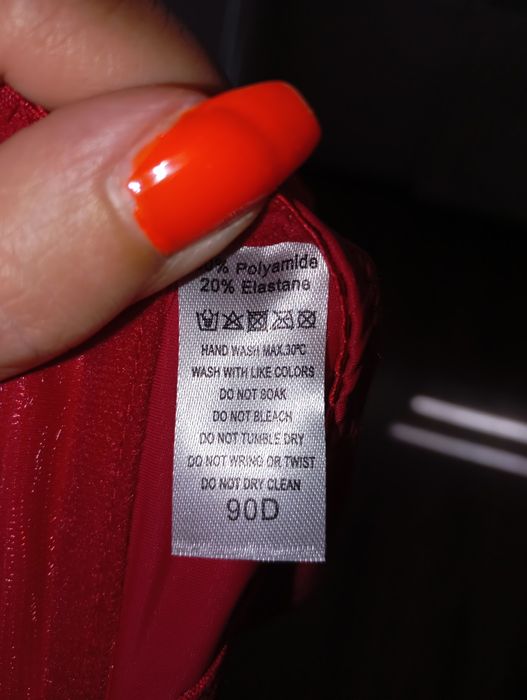 % Polyamide
20% Elastane
HAND WASH MAX.30ºC
WASH WITH LIKE COLORS
DO NOT SOAK
DO NOT BLEACH
DO NOT TUMBLE DRY
DO NOT WRING OR TWIST
DO NOT DRY CLEAN
90D